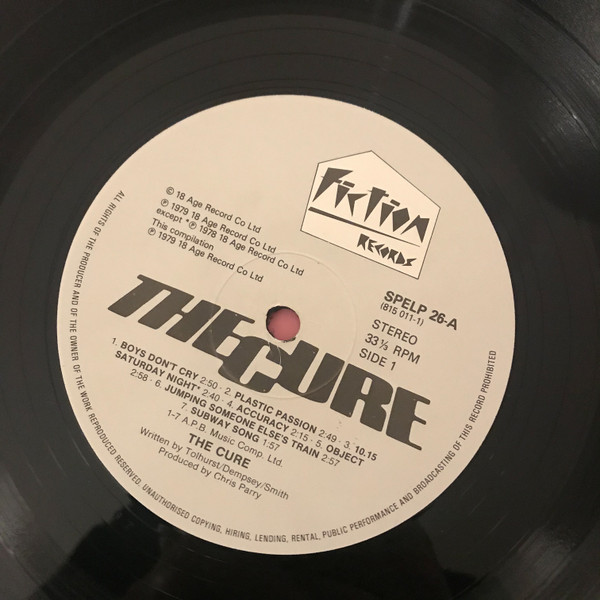 Fiction
RECORDS
© 18 Age Record Co Ltd
℗ 1979 18 Age Record Co Ltd
except *℗ 1978 18 Age Record Co Ltd
This compilation
℗ 1979 18 Age Record Co Ltd
SPELP 26-A
(815 011-1)
STEREO
33⅓ RPM
SIDE 1
THE CURE
1. BOYS DON'T CRY 2:50 · 2. PLASTIC PASSION 2:49 · 3. 10.15
SATURDAY NIGHT* 2:40 · 4. ACCURACY 2:15 · 5. OBJECT
2:58 · 6. JUMPING SOMEONE ELSE'S TRAIN 2:57
7. SUBWAY SONG 1:57
1-7 A.P.B. Music Comp. Ltd.
THE CURE
Written by Tolhurst/Dempsey/Smith
Produced by Chris Parry
ALL RIGHTS OF THE PRODUCER AND OF THE OWNER OF THE WORK REPRODUCED RESERVED. UNAUTHORISED COPYING, HIRING, LENDING, RENTAL, PUBLIC PERFORMANCE AND BROADCASTING OF THIS RECORD PROHIBITED